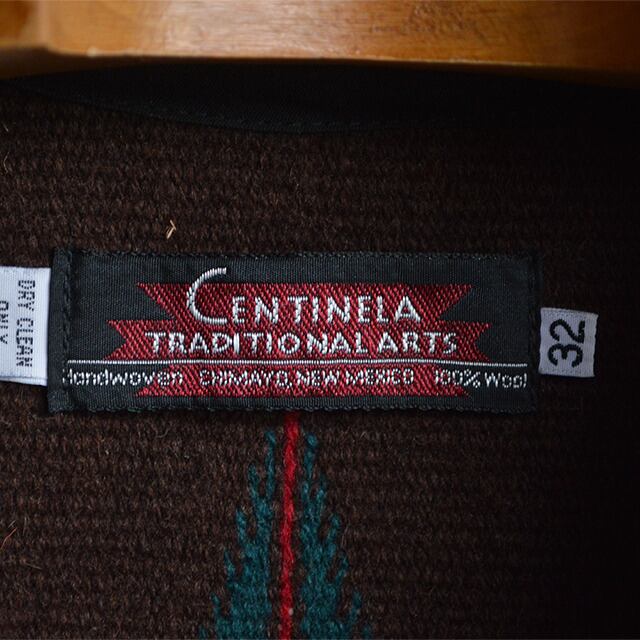 CENTINELA
TRADITIONAL ARTS
Handwoven CHIMAYO, NEW MEXICO 100% Wool
DRY CLEAN
ONLY
32